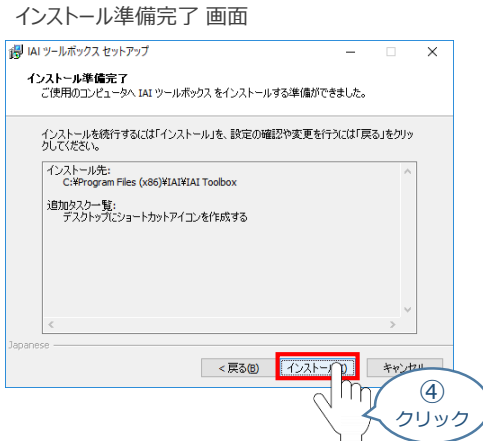 インストール準備完了 画面
IAI ツールボックス セットアップ
インストール準備完了
ご使用のコンピュータへ IAI ツールボックス をインストールする準備ができました。
インストールを続行するには「インストール」を、設定の確認や変更を行うには「戻る」をクリッ
クしてください。
インストール先:
C:¥Program Files (x86)¥IAI¥IAI Toolbox
追加タスク一覧:
デスクトップにショートカットアイコンを作成する
Japanese
< 戻る(B)
インストール(I)
キャンセル
④
クリック